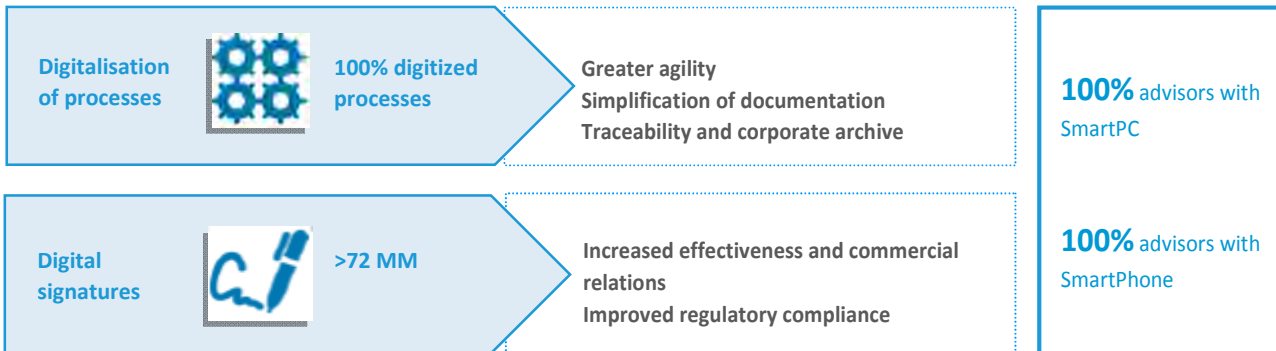 Digitalisation
of processes
100% digitized
processes
Greater agility
Simplification of documentation
Traceability and corporate archive
Digital
signatures
>72 MM
Increased effectiveness and commercial
relations
Improved regulatory compliance
100% advisors with
SmartPC
100% advisors with
SmartPhone